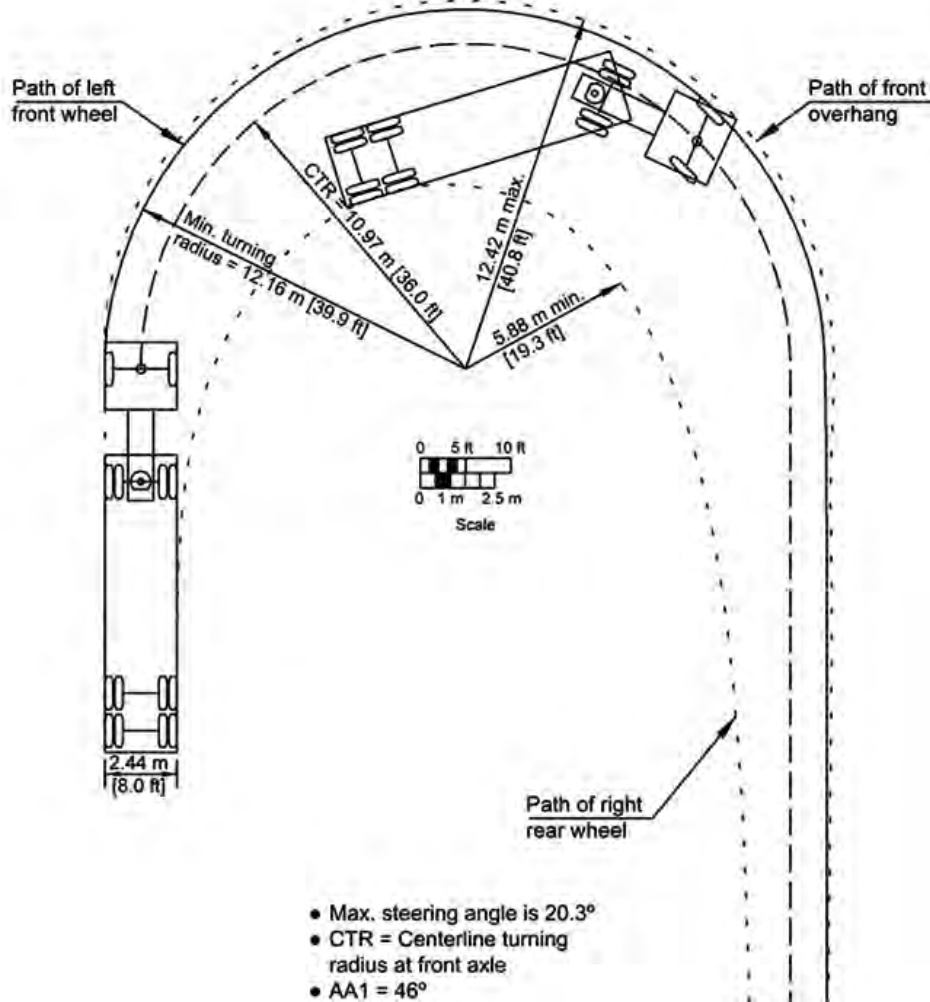 Path of left
front wheel
Path of front
overhang
CTR = 10.97 m [36.0 ft]
Min. turning
radius = 12.16 m [39.9 ft]
12.42 m max.
[40.8 ft]
5.88 m min.
[19.3 ft]
0 5 ft 10 ft
0 1 m 2.5 m
Scale
2.44 m
[8.0 ft]
Path of right
rear wheel
• Max. steering angle is 20.3º
• CTR = Centerline turning
radius at front axle
• AA1 = 46º